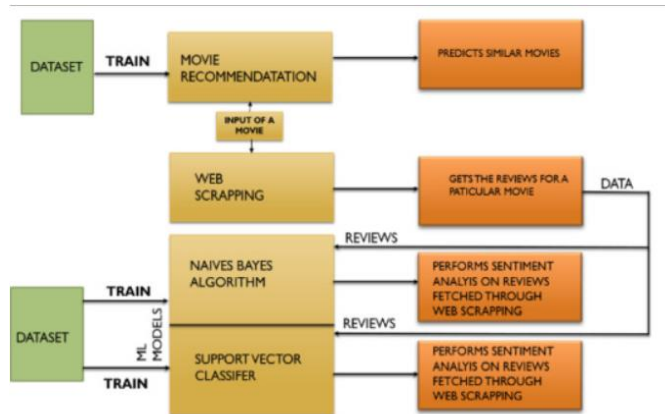 DATASET
TRAIN
MOVIE
RECOMMENDATATION
PREDICTS SIMILAR MOVIES
INPUT OF A
MOVIE
WEB
SCRAPPING
GETS THE REVIEWS FOR A
PATICULAR MOVIE
DATA
REVIEWS
NAIVES BAYES
ALGORITHM
PERFORMS SENTIMENT
ANALYIS ON REVIEWS
FETCHED THROUGH
WEB SCRAPPING
TRAIN
DATASET
ML
MODELS
REVIEWS
SUPPORT VECTOR
CLASSIFER
TRAIN
PERFORMS SENTIMENT
ANALYIS ON REVIEWS
FETCHED THROUGH
WEB SCRAPPING